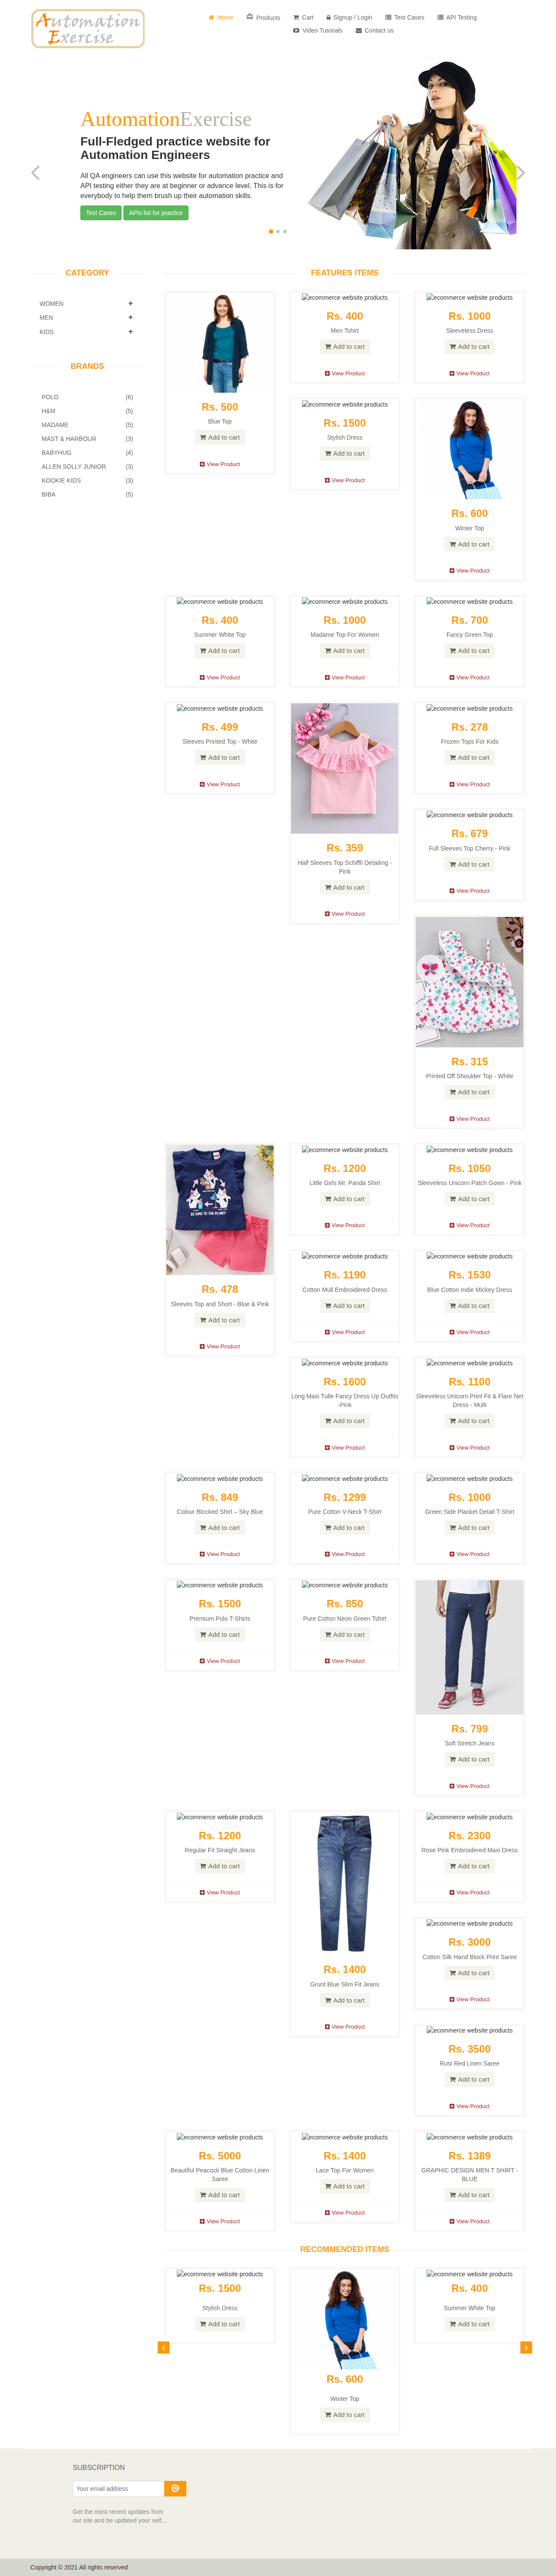 Automation
Exercise
Home
Products
Cart
Signup / Login
Test Cases
API Testing
Video Tutorials
Contact us
AutomationExercise
Full-Fledged practice website for
Automation Engineers
All QA engineers can use this website for automation practice and
API testing either they are at beginner or advance level. This is for
everybody to help them brush up their automation skills.
Test Cases
APIs list for practice
CATEGORY
WOMEN
MEN
KIDS
BRANDS
POLO (6)
H&M (5)
MADAME (5)
MAST & HARBOUR (3)
BABYHUG (4)
ALLEN SOLLY JUNIOR (3)
KOOKIE KIDS (3)
BIBA (5)
FEATURES ITEMS
Rs. 500
Blue Top
Add to cart
View Product
ecommerce website products
Rs. 400
Men Tshirt
Add to cart
View Product
ecommerce website products
Rs. 1000
Sleeveless Dress
Add to cart
View Product
ecommerce website products
Rs. 1500
Stylish Dress
Add to cart
View Product
Rs. 600
Winter Top
Add to cart
View Product
ecommerce website products
Rs. 400
Summer White Top
Add to cart
View Product
ecommerce website products
Rs. 1000
Madame Top For Women
Add to cart
View Product
ecommerce website products
Rs. 700
Fancy Green Top
Add to cart
View Product
ecommerce website products
Rs. 499
Sleeves Printed Top - White
Add to cart
View Product
Rs. 359
Half Sleeves Top Schiffli Detailing -
Pink
Add to cart
View Product
ecommerce website products
Rs. 278
Frozen Tops For Kids
Add to cart
View Product
ecommerce website products
Rs. 679
Full Sleeves Top Cherry - Pink
Add to cart
View Product
Rs. 315
Printed Off Shoulder Top - White
Add to cart
View Product
BE KIND TO THE PLANET
Rs. 478
Sleeves Top and Short - Blue & Pink
Add to cart
View Product
ecommerce website products
Rs. 1200
Little Girls Mr. Panda Shirt
Add to cart
View Product
ecommerce website products
Rs. 1050
Sleeveless Unicorn Patch Gown - Pink
Add to cart
View Product
ecommerce website products
Rs. 1190
Cotton Mull Embroidered Dress
Add to cart
View Product
ecommerce website products
Rs. 1530
Blue Cotton Indie Mickey Dress
Add to cart
View Product
ecommerce website products
Rs. 1600
Long Maxi Tulle Fancy Dress Up Outfits
-Pink
Add to cart
View Product
ecommerce website products
Rs. 1100
Sleeveless Unicorn Print Fit & Flare Net
Dress - Multi
Add to cart
View Product
ecommerce website products
Rs. 849
Colour Blocked Shirt – Sky Blue
Add to cart
View Product
ecommerce website products
Rs. 1299
Pure Cotton V-Neck T-Shirt
Add to cart
View Product
ecommerce website products
Rs. 1000
Green Side Placket Detail T-Shirt
Add to cart
View Product
ecommerce website products
Rs. 1500
Premium Polo T-Shirts
Add to cart
View Product
ecommerce website products
Rs. 850
Pure Cotton Neon Green Tshirt
Add to cart
View Product
Rs. 799
Soft Stretch Jeans
Add to cart
View Product
ecommerce website products
Rs. 1200
Regular Fit Straight Jeans
Add to cart
View Product
Rs. 1400
Grunt Blue Slim Fit Jeans
Add to cart
View Product
ecommerce website products
Rs. 2300
Rose Pink Embroidered Maxi Dress
Add to cart
View Product
ecommerce website products
Rs. 3000
Cotton Silk Hand Block Print Saree
Add to cart
View Product
ecommerce website products
Rs. 3500
Rust Red Linen Saree
Add to cart
View Product
ecommerce website products
Rs. 5000
Beautiful Peacock Blue Cotton Linen
Saree
Add to cart
View Product
ecommerce website products
Rs. 1400
Lace Top For Women
Add to cart
View Product
ecommerce website products
Rs. 1389
GRAPHIC DESIGN MEN T SHIRT -
BLUE
Add to cart
View Product
RECOMMENDED ITEMS
ecommerce website products
Rs. 1500
Stylish Dress
Add to cart
Rs. 600
Winter Top
Add to cart
ecommerce website products
Rs. 400
Summer White Top
Add to cart
SUBSCRIPTION
Your email address
Get the most recent updates from
our site and be updated your self...
Copyright © 2021 All rights reserved